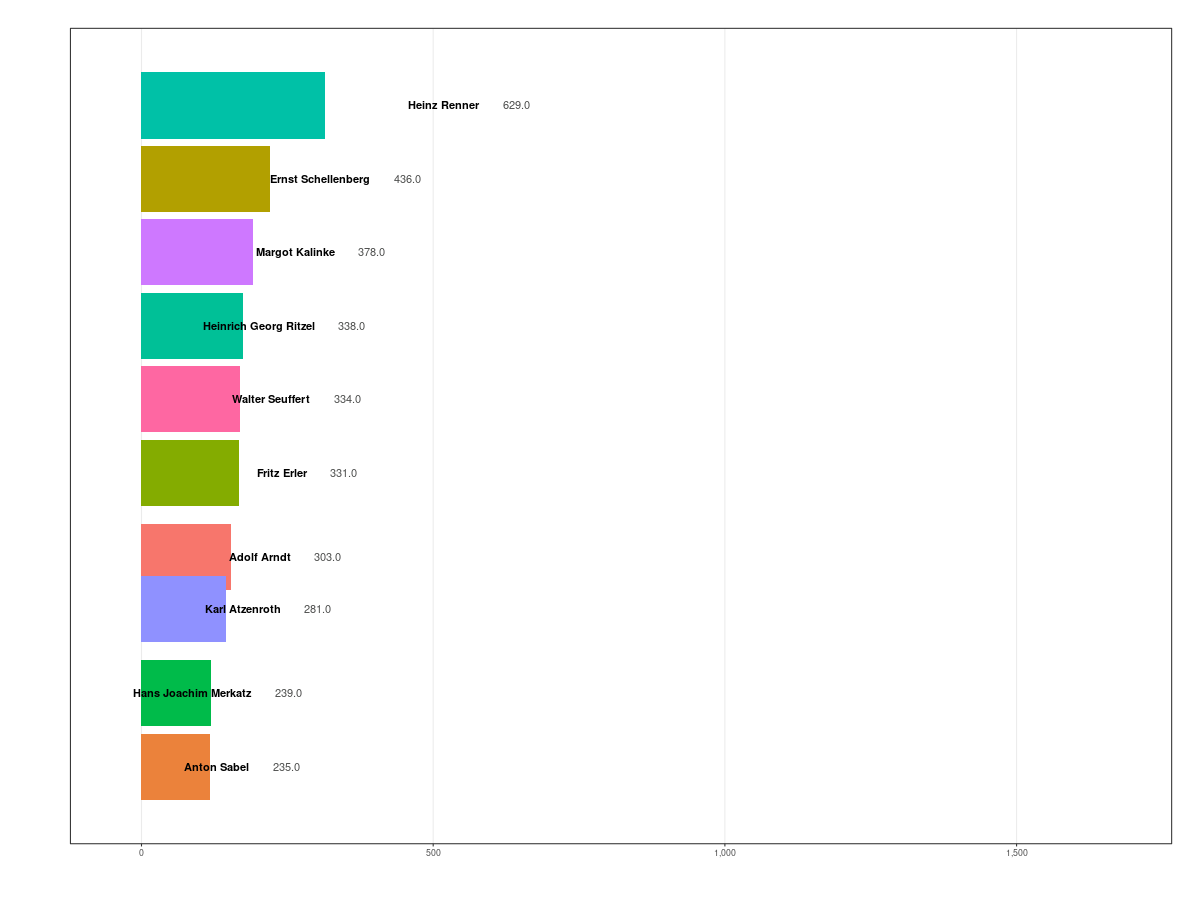 Heinz Renner 629.0
Ernst Schellenberg 436.0
Margot Kalinke 378.0
Heinrich Georg Ritzel 338.0
Walter Seuffert 334.0
Fritz Erler 331.0
Adolf Arndt 303.0
Karl Atzenroth 281.0
Hans Joachim Merkatz 239.0
Anton Sabel 235.0
0 500 1,000 1,500